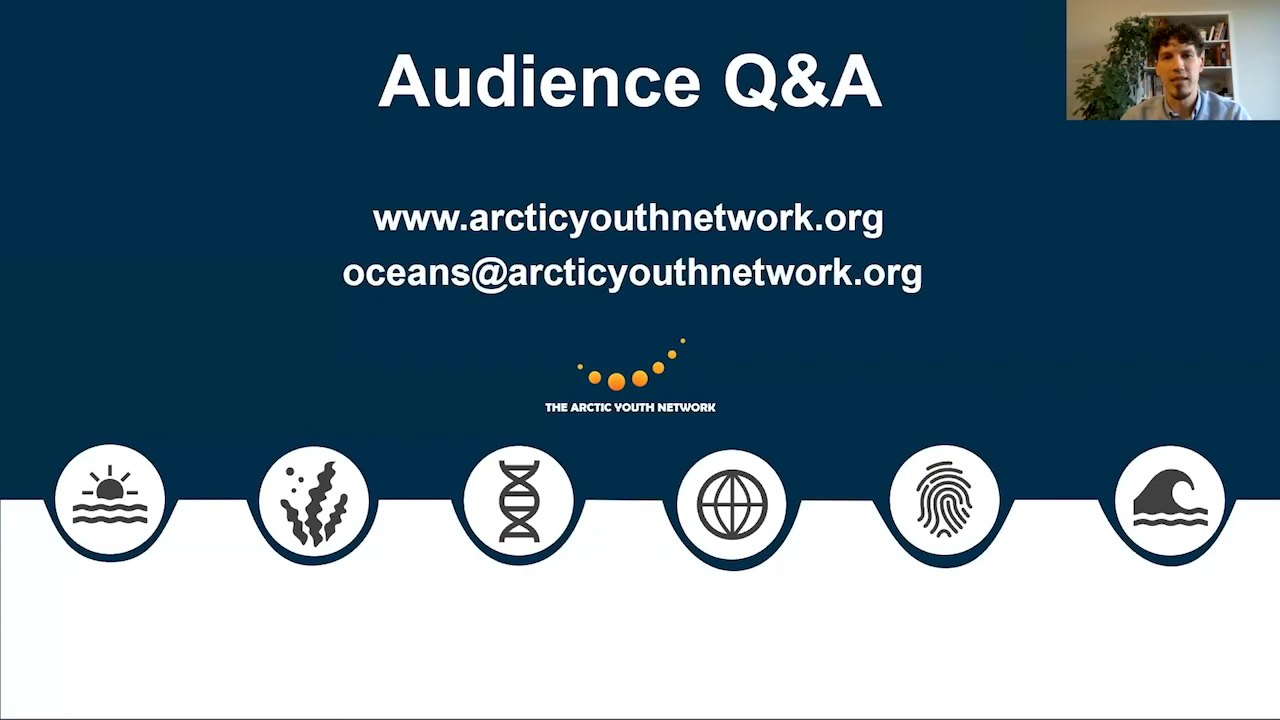 Audience Q&A
www.arcticyouthnetwork.org
oceans@arcticyouthnetwork.org
THE ARCTIC YOUTH NETWORK